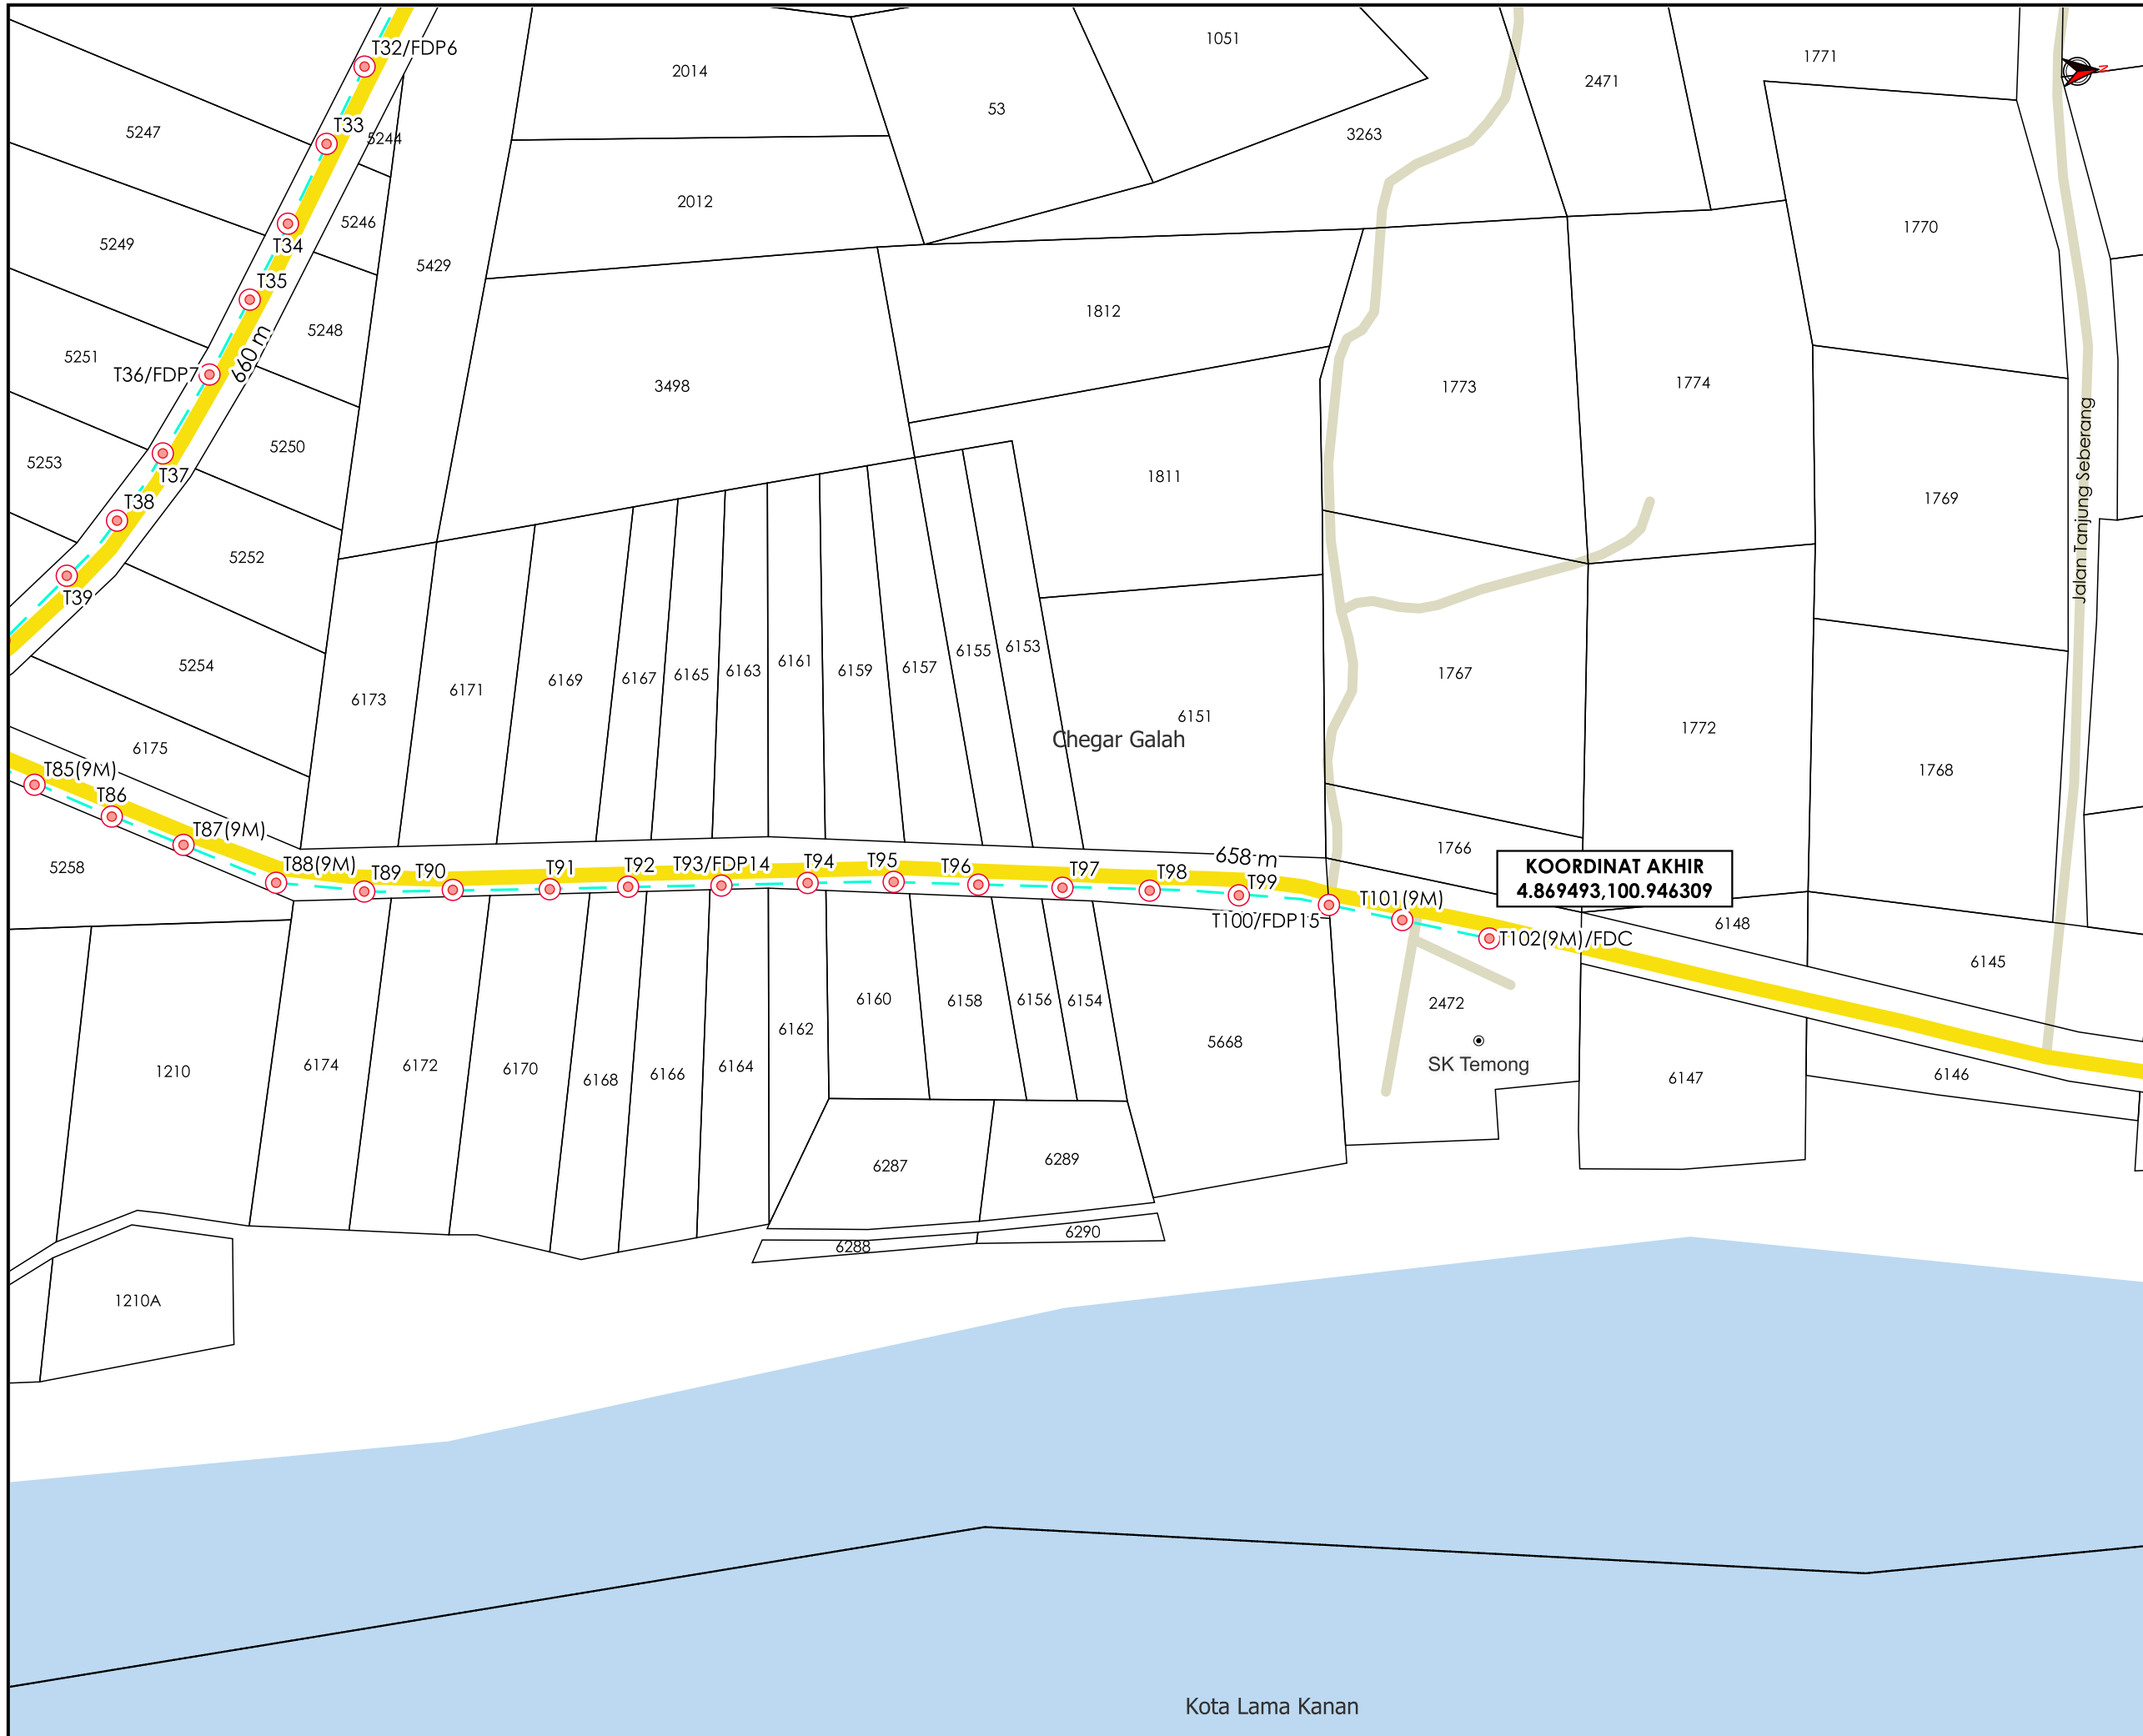 T32/FDP6
1051
1771
2014
2471
N
53
T33
5247
5244
3263
2012
5246
1770
5249
T34
5429
T35
1812
5248
660 m
5251
T36/FDP7
3498
1773
1774
5250
5253
T37
1811
T38
1769
Jalan Tanjung Seberang
5252
T39
5254
6173
6171
6169
6167
6165
6163
6161
6159
6157
6155
6153
1767
6151
Chegar Galah
1772
6175
1768
T85(9M)
T86
T87(9M)
1766
658 m
5258
T88(9M)
T89
T90
T91
T92
T93/FDP14
T94
T95
T96
T97
T98
T99
KOORDINAT AKHIR
4.869493,100.946309
T100/FDP15
T101(9M)
6148
T102(9M)/FDC
6145
6160
6158
6156
6154
2472
6162
5668
SK Temong
1210
6174
6172
6170
6168
6166
6164
6147
6146
6287
6289
6288
6290
1210A
Kota Lama Kanan